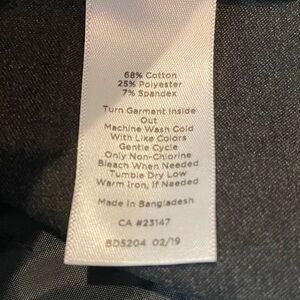 68% Cotton
25% Polyester
7% Spandex
Turn Garment Inside
Out
Machine Wash Cold
With Like Colors
Gentle Cycle
Only Non-Chlorine
Bleach When Needed
Tumble Dry Low
Warm Iron, If Needed
Made in Bangladesh
CA #23147
BD5204 02/19